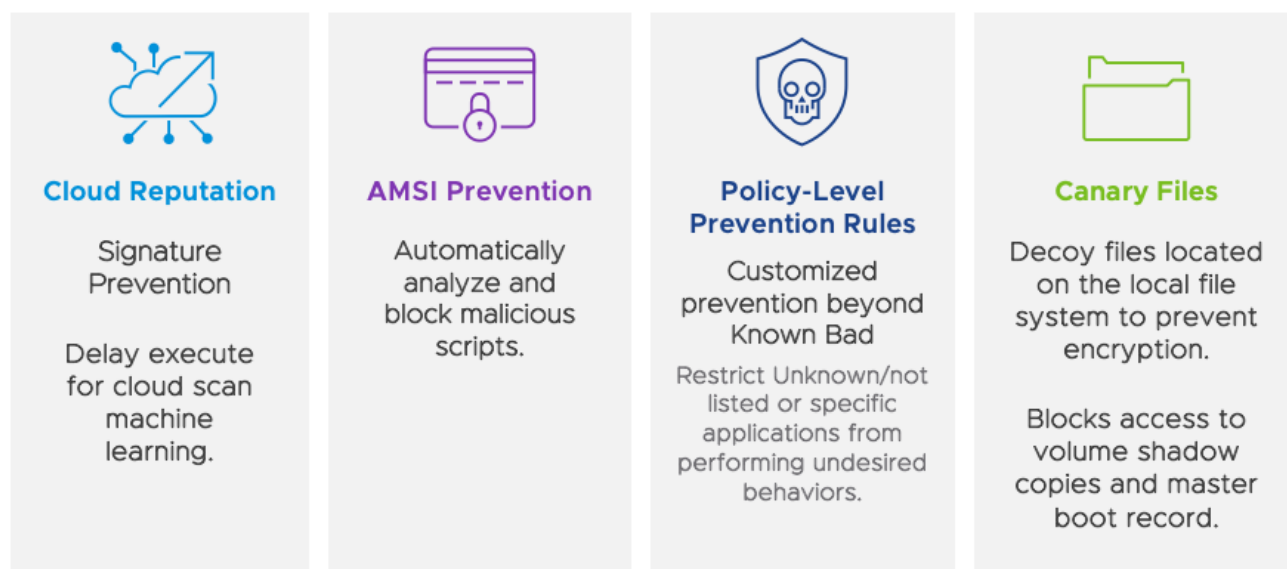 Cloud Reputation
Signature
Prevention
Delay execute
for cloud scan
machine
learning.
AMSI Prevention
Automatically
analyze and
block malicious
scripts.
Policy-Level
Prevention Rules
Customized
prevention beyond
Known Bad
Restrict Unknown/not
listed or specific
applications from
performing undesired
behaviors.
Canary Files
Decoy files located
on the local file
system to prevent
encryption.
Blocks access to
volume shadow
copies and master
boot record.